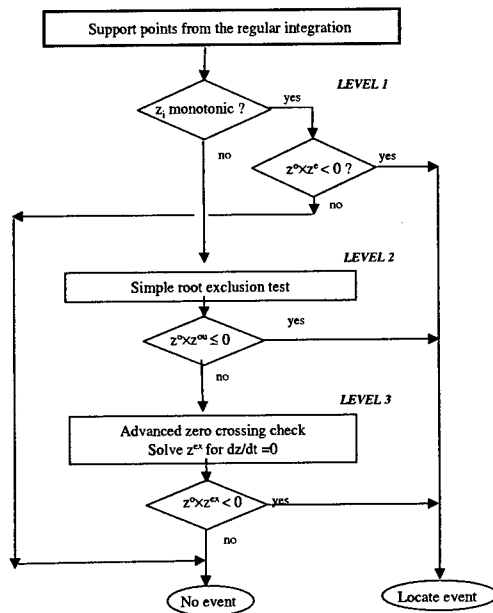 Support points from the regular integration
LEVEL 1
z_i monotonic ?
yes
no
z^o×z^e < 0 ?
yes
no
LEVEL 2
Simple root exclusion test
z^o×z^ou ≤ 0
yes
no
LEVEL 3
Advanced zero crossing check
Solve z^ex for dz/dt =0
z^o×z^ex < 0
yes
no
No event
Locate event